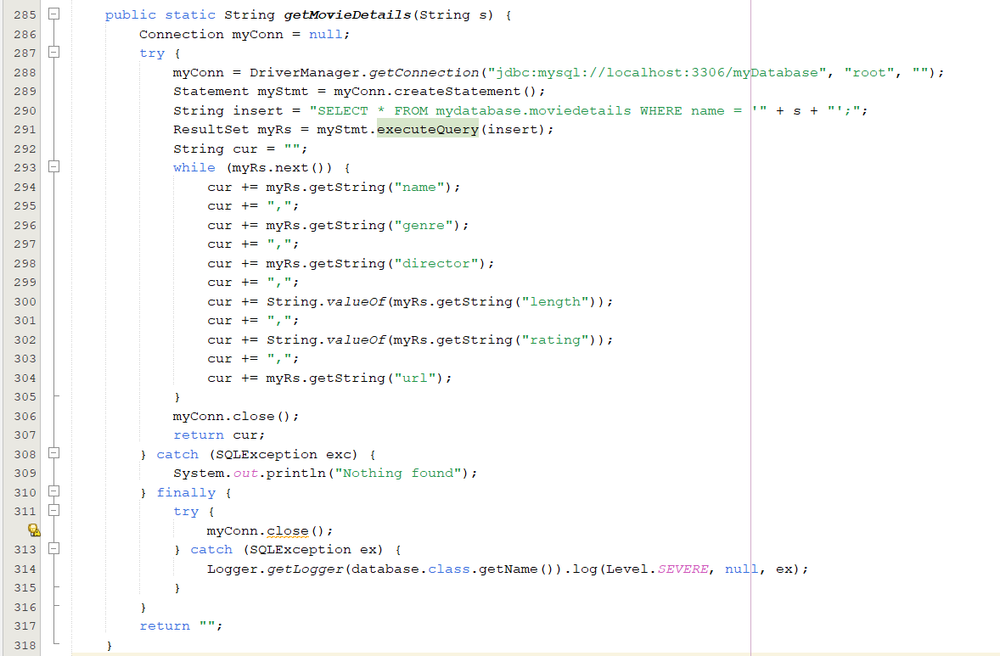 285 public static String getMovieDetails(String s) {
286 Connection myConn = null;
287 try {
288 myConn = DriverManager.getConnection("jdbc:mysql://localhost:3306/myDatabase", "root", "");
289 Statement myStmt = myConn.createStatement();
290 String insert = "SELECT * FROM mydatabase.moviedetails WHERE name = '" + s + "';";
291 ResultSet myRs = myStmt.executeQuery(insert);
292 String cur = "";
293 while (myRs.next()) {
294 cur += myRs.getString("name");
295 cur += ",";
296 cur += myRs.getString("genre");
297 cur += ",";
298 cur += myRs.getString("director");
299 cur += ",";
300 cur += String.valueOf(myRs.getString("length"));
301 cur += ",";
302 cur += String.valueOf(myRs.getString("rating"));
303 cur += ",";
304 cur += myRs.getString("url");
305 }
306 myConn.close();
307 return cur;
308 } catch (SQLException exc) {
309 System.out.println("Nothing found");
310 } finally {
311 try {
myConn.close();
313 } catch (SQLException ex) {
314 Logger.getLogger(database.class.getName()).log(Level.SEVERE, null, ex);
315 }
316 }
317 return "";
318 }